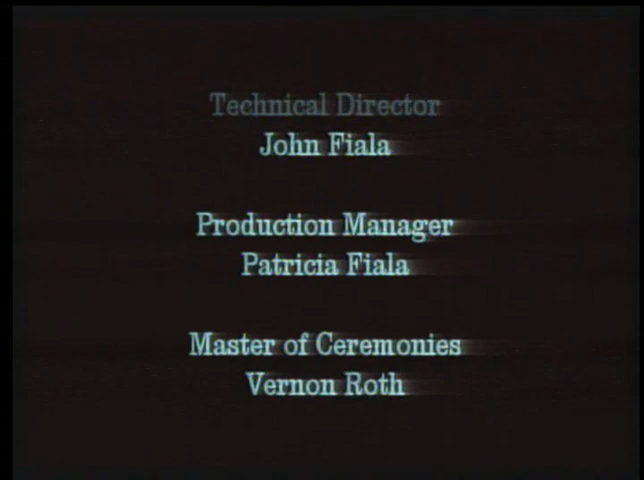 Technical Director
John Fiala
Production Manager
Patricia Fiala
Master of Ceremonies
Vernon Roth